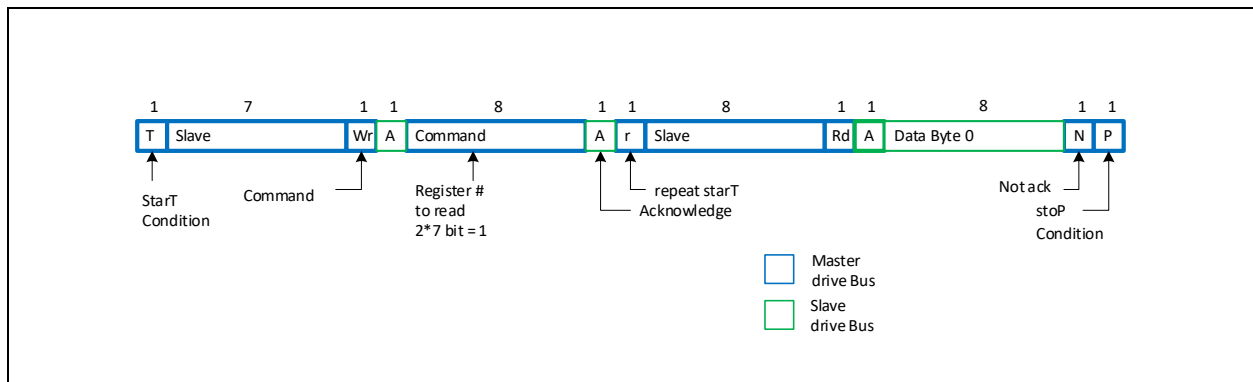 1 7 1 1 8 1 1 8 1 1 8 1 1
T Slave Wr A Command A r Slave Rd A Data Byte 0 N P
StarT
Condition
Command
Register #
to read
2*7 bit = 1
repeat starT
Acknowledge
Not ack
stoP
Condition
Master
drive Bus
Slave
drive Bus